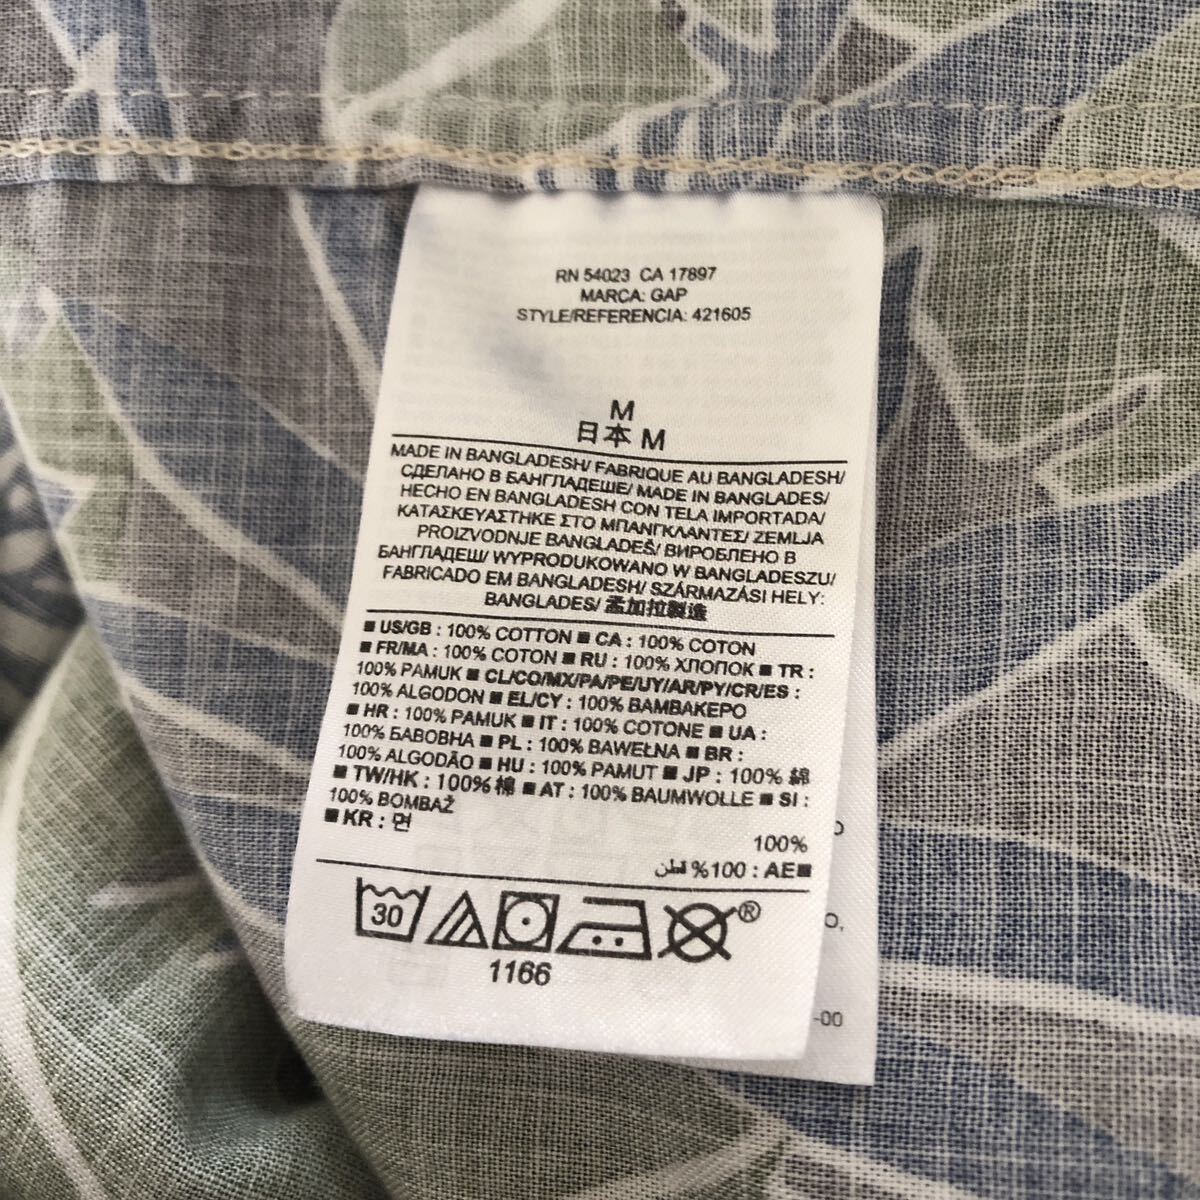 RN 54023 CA 17897
MARCA: GAP
STYLE/REFERENCIA: 421605
M
日本 M
MADE IN BANGLADESH/ FABRIQUE AU BANGLADESH/
СДЕЛАНО В БАНГЛАДЕШЕ/ MADE IN BANGLADES/
HECHO EN BANGLADESH CON TELA IMPORTADA/
ΚΑΤΑΣΚΕΥΑΣΤΗΚΕ ΣΤΟ ΜΠΑΝΓΚΛΑΝΤΕΣ/ ZEMLJA
PROIZVODNJE BANGLADEŠ/ ВИРОБЛЕНО В
БАНГЛАДЕШ/ WYPRODUKOWANO W BANGLADESZU/
FABRICADO EM BANGLADESH/ SZÁRMAZÁSI HELY:
BANGLADES/ 孟加拉製造
■ US/GB : 100% COTTON ■ CA : 100% COTON
■ FR/MA : 100% COTON ■ RU : 100% ХЛОПОК ■ TR :
100% PAMUK ■ CL/CO/MX/PA/PE/UY/AR/PY/CR/ES :
100% ALGODON ■ EL/CY : 100% ΒΑΜΒΑΚΕΡΟ
■ HR : 100% PAMUK ■ IT : 100% COTONE ■ UA :
100% БАВОВНА ■ PL : 100% BAWEŁNA ■ BR :
100% ALGODÃO ■ HU : 100% PAMUT ■ JP : 100% 綿
■ TW/HK : 100% 棉 ■ AT : 100% BAUMWOLLE ■ SI :
100% BOMBAŽ
■ KR : 면
100%
■AE : 100% قطن
30
®
1166
O,
-00